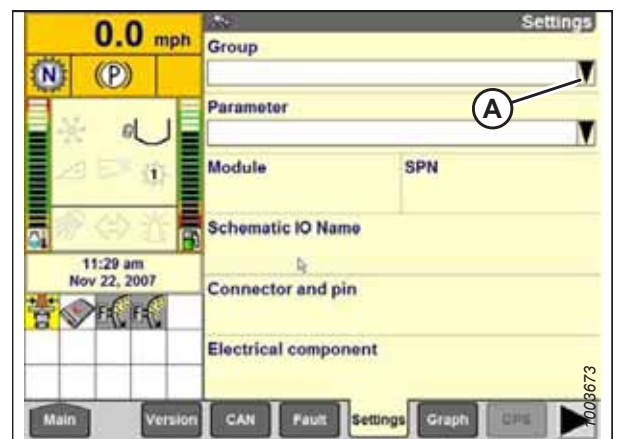 0.0 mph
Settings
Group
N
(P)
A
Parameter
Module SPN
1
Schematic IO Name
11:29 am
Nov 22, 2007
Connector and pin
Electrical component
Main Version CAN Fault Settings Graph GPS
1003673